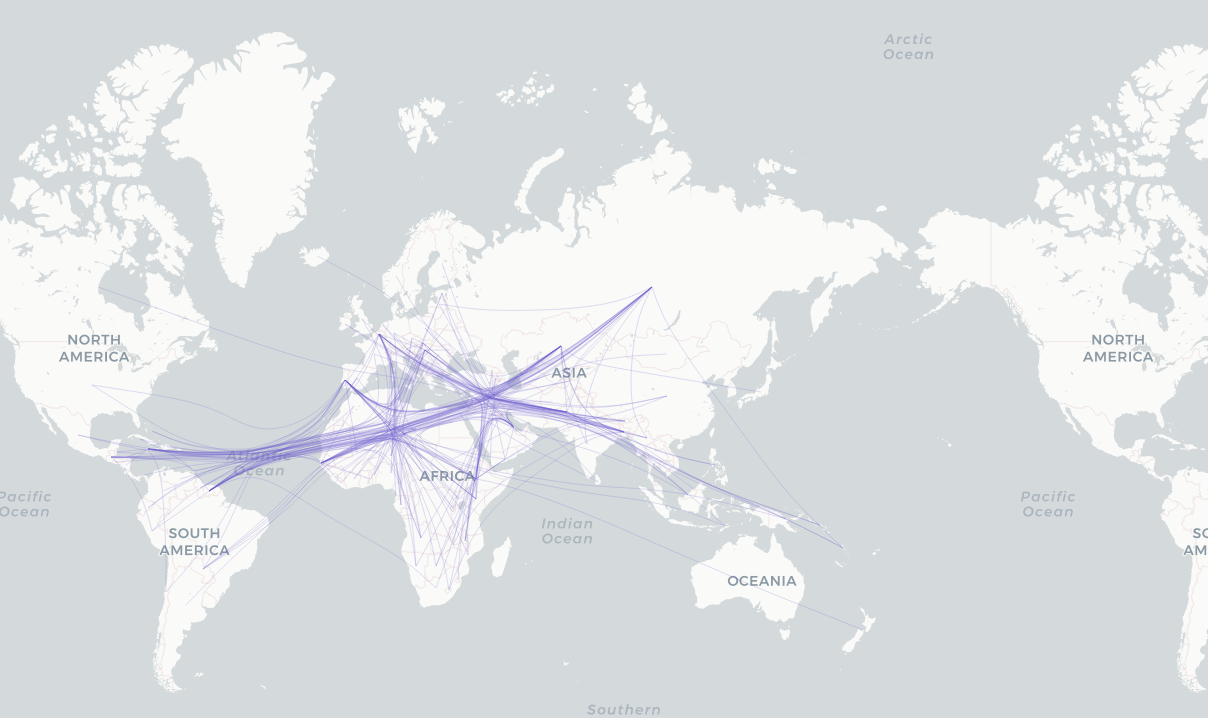 Arctic
Ocean
NORTH
AMERICA
NORTH
AMERICA
ASIA
Atlantic
Ocean
AFRICA
Pacific
Ocean
Pacific
Ocean
Indian
Ocean
SOUTH
AMERICA
SO
AM
OCEANIA
Southern